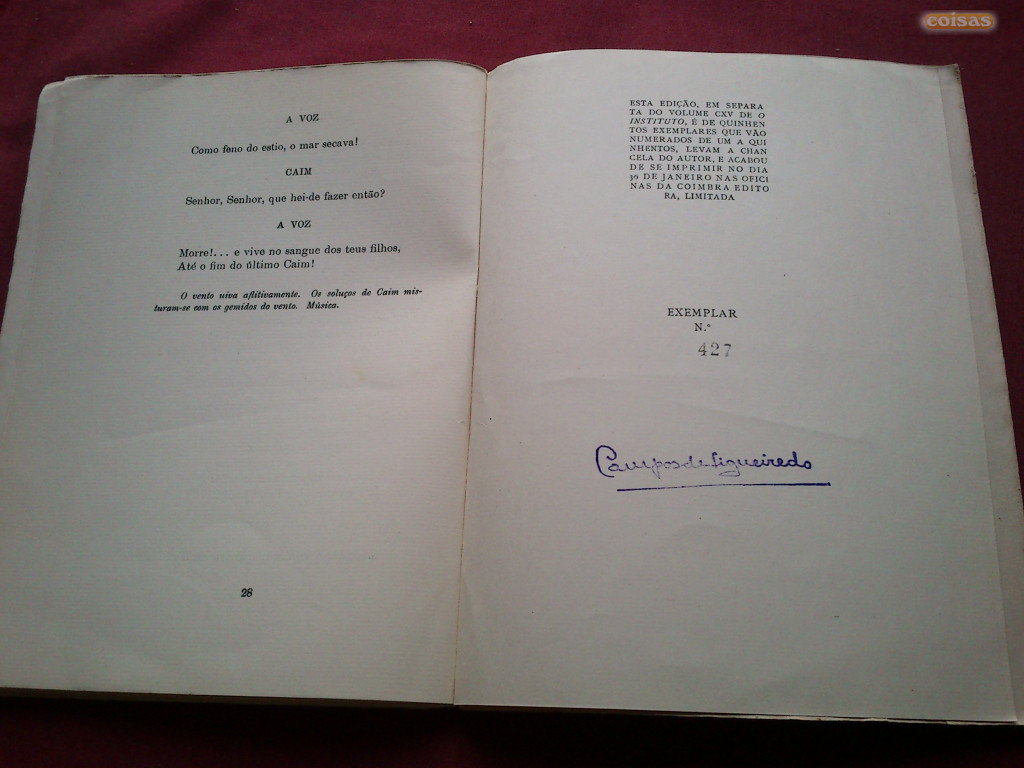 A VOZ
Como feno do estio, o mar secava!
CAIM
Senhor, Senhor, que hei-de fazer então?
A VOZ
Morre!... e vive no sangue dos teus filhos,
Até o fim do último Caim!
O vento uiva aflitivamente. Os soluços de Caim mis-
turam-se com os gemidos do vento. Música.
28
ESTA EDIÇÃO, EM SEPARA
TA DO VOLUME CXV DE O
INSTITUTO, É DE QUINHEN
TOS EXEMPLARES QUE VÃO
NUMERADOS DE UM A QUI
NHENTOS, LEVAM A CHAN
CELA DO AUTOR, E ACABOU
DE SE IMPRIMIR NO DIA
30 DE JANEIRO NAS OFICI
NAS DA COIMBRA EDITO
RA, LIMITADA
EXEMPLAR
N.º
427
Campos de Figueiredo
coisas